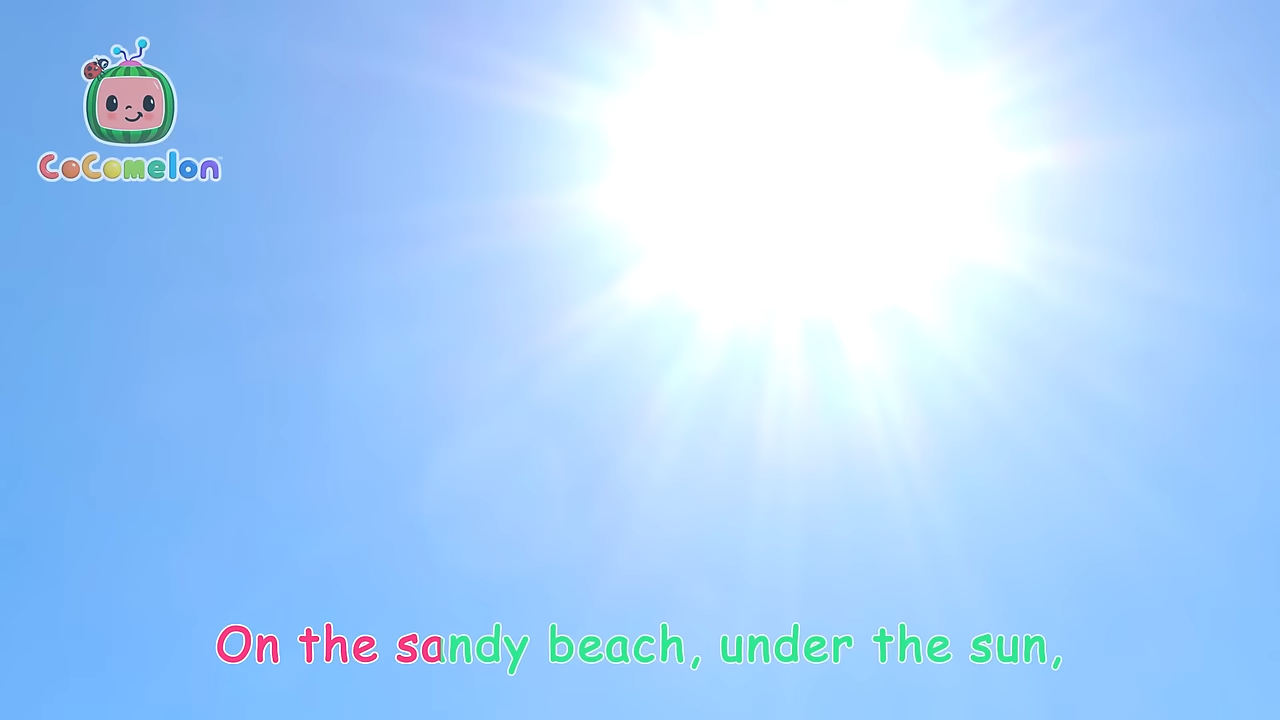 CoComelon
On the sandy beach, under the sun,